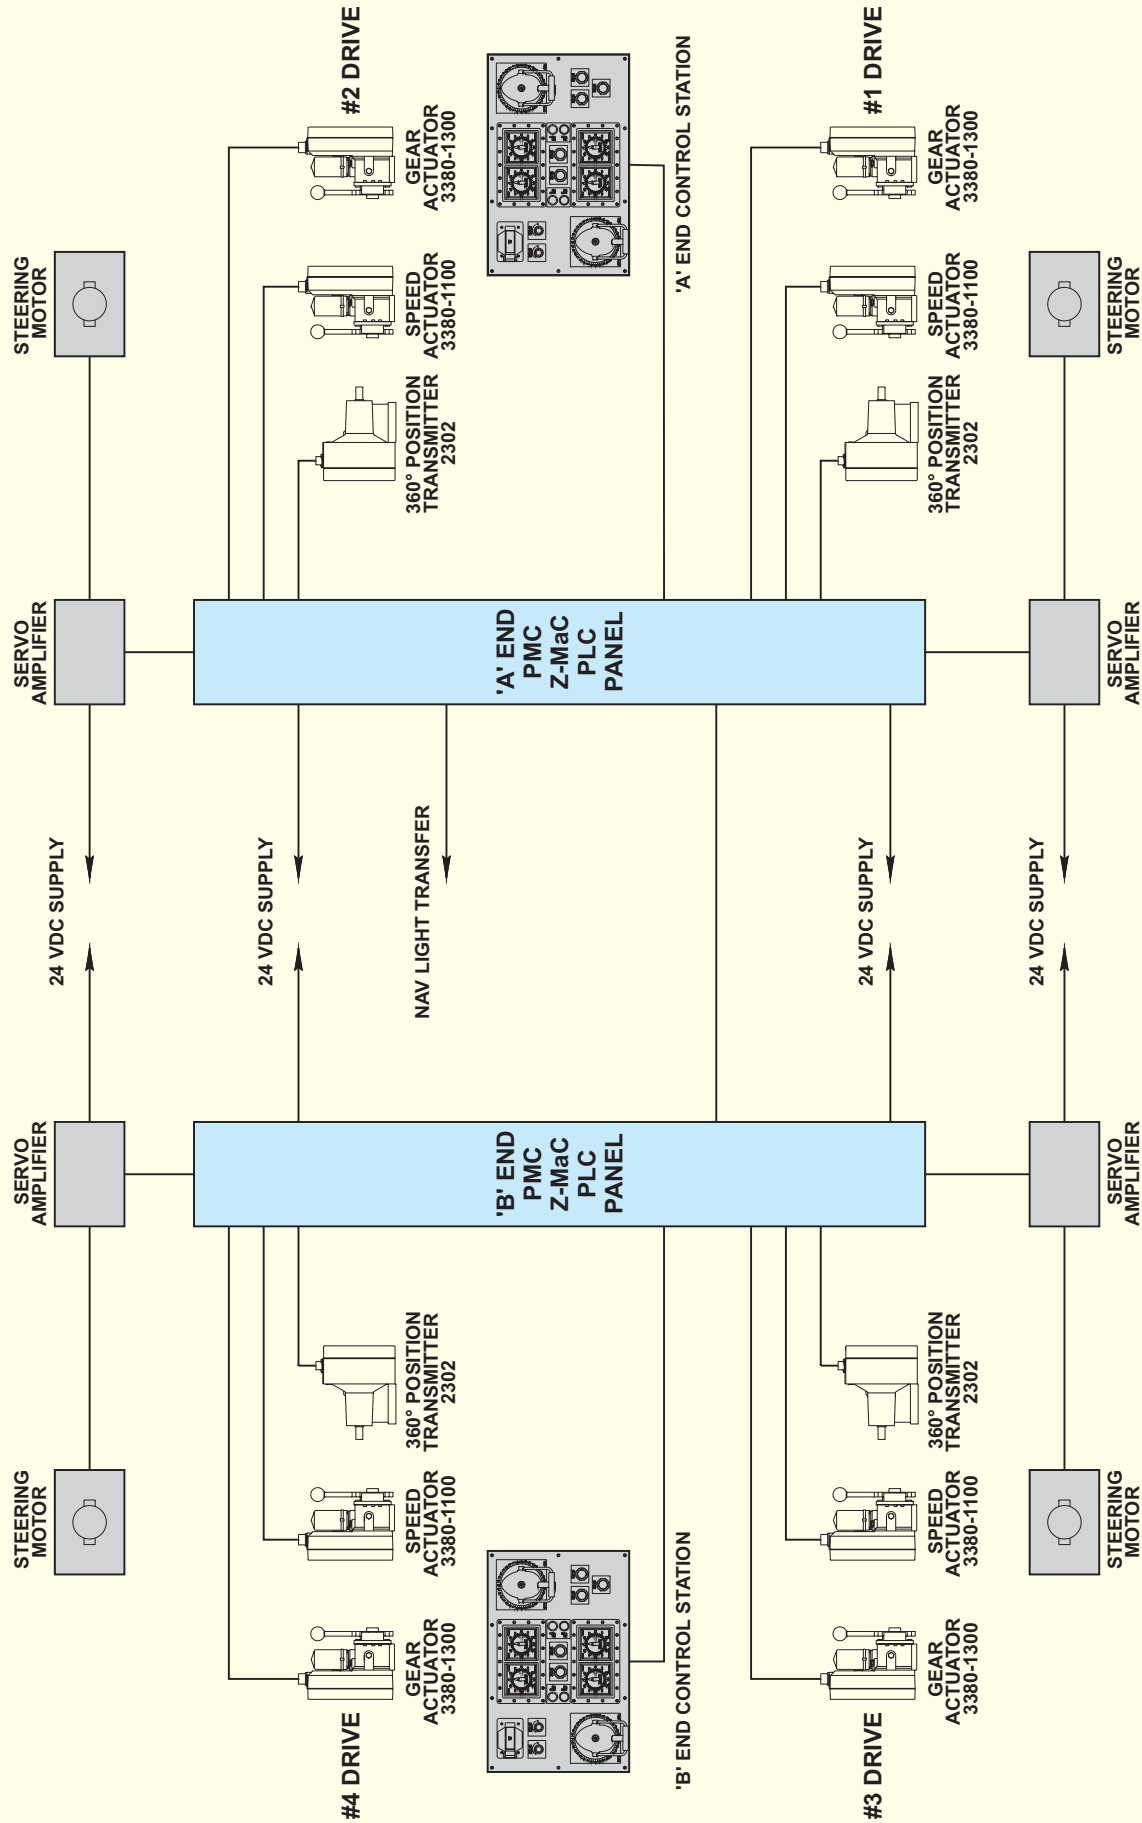 STEERING
MOTOR
SERVO
AMPLIFIER
24 VDC SUPPLY
SERVO
AMPLIFIER
STEERING
MOTOR
#4 DRIVE
GEAR
ACTUATOR
3380-1300
SPEED
ACTUATOR
3380-1100
360° POSITION
TRANSMITTER
2302
24 VDC SUPPLY
360° POSITION
TRANSMITTER
2302
SPEED
ACTUATOR
3380-1100
GEAR
ACTUATOR
3380-1300
#2 DRIVE
NAV LIGHT TRANSFER
'B' END CONTROL STATION
'B' END
PMC
Z-MaC
PLC
PANEL
'A' END
PMC
Z-MaC
PLC
PANEL
'A' END CONTROL STATION
#3 DRIVE
GEAR
ACTUATOR
3380-1300
SPEED
ACTUATOR
3380-1100
360° POSITION
TRANSMITTER
2302
24 VDC SUPPLY
360° POSITION
TRANSMITTER
2302
SPEED
ACTUATOR
3380-1100
GEAR
ACTUATOR
3380-1300
#1 DRIVE
STEERING
MOTOR
SERVO
AMPLIFIER
24 VDC SUPPLY
SERVO
AMPLIFIER
STEERING
MOTOR